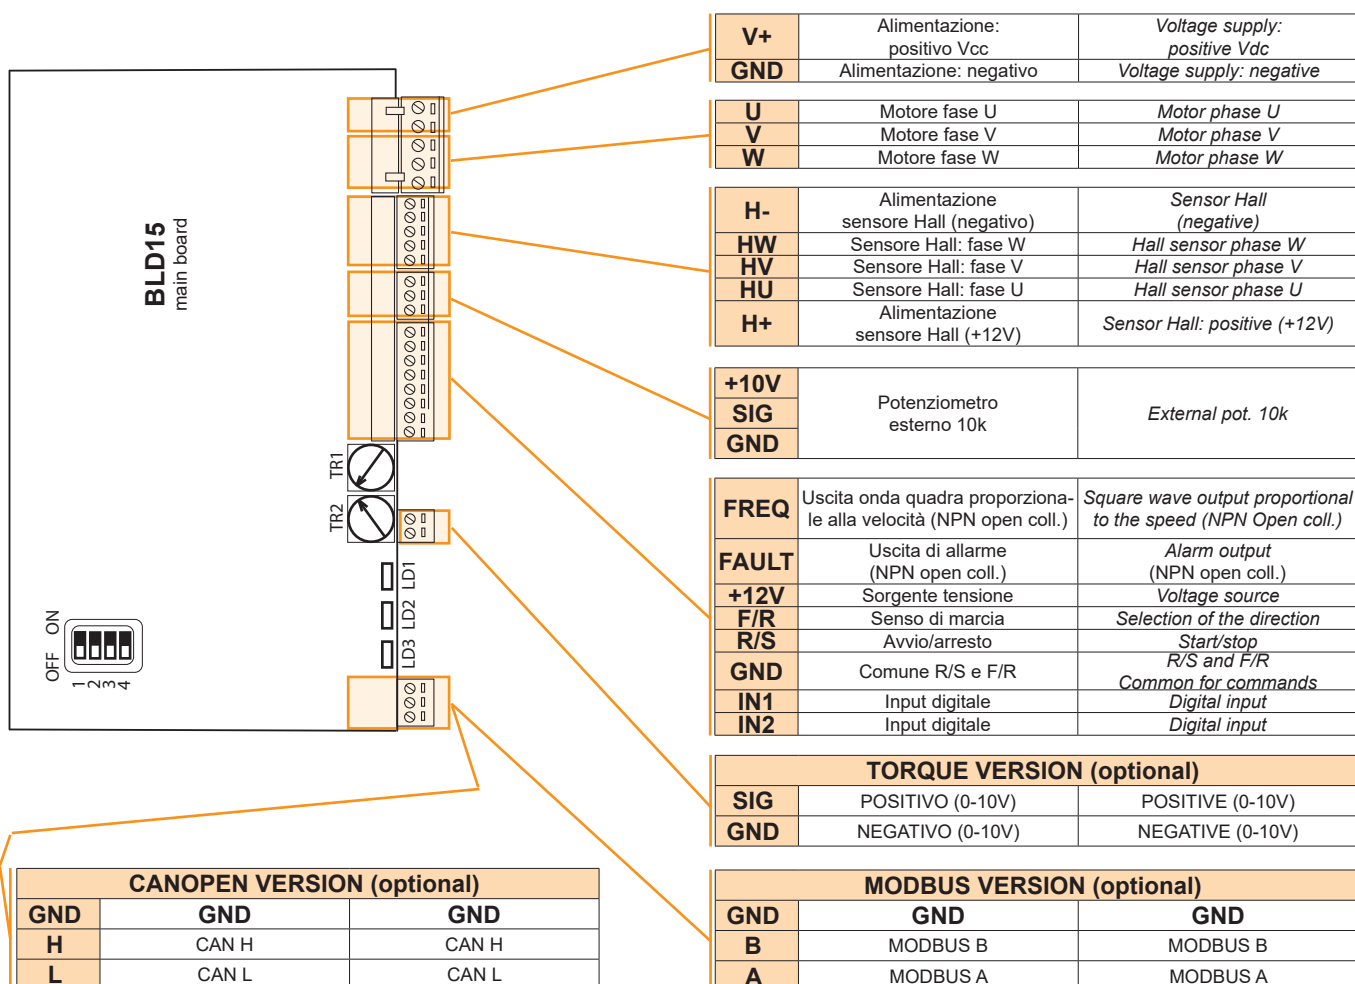 BLD15
main board
TR1
TR2
LD1
LD2
LD3
OFF ON
1 2 3 4
V+ Alimentazione: positivo Vcc Voltage supply: positive Vdc
GND Alimentazione: negativo Voltage supply: negative
U Motore fase U Motor phase U
V Motore fase V Motor phase V
W Motore fase W Motor phase W
H- Alimentazione sensore Hall (negativo) Sensor Hall (negative)
HW Sensore Hall: fase W Hall sensor phase W
HV Sensore Hall: fase V Hall sensor phase V
HU Sensore Hall: fase U Hall sensor phase U
H+ Alimentazione sensore Hall (+12V) Sensor Hall: positive (+12V)
+10V
SIG Potenziometro esterno 10k External pot. 10k
GND
FREQ Uscita onda quadra proporziona-le alla velocità (NPN open coll.) Square wave output proportional to the speed (NPN Open coll.)
FAULT Uscita di allarme (NPN open coll.) Alarm output (NPN open coll.)
+12V Sorgente tensione Voltage source
F/R Senso di marcia Selection of the direction
R/S Avvio/arresto Start/stop
GND Comune R/S e F/R R/S and F/R Common for commands
IN1 Input digitale Digital input
IN2 Input digitale Digital input
TORQUE VERSION (optional)
SIG POSITIVO (0-10V) POSITIVE (0-10V)
GND NEGATIVO (0-10V) NEGATIVE (0-10V)
CANOPEN VERSION (optional)
GND GND GND
H CAN H CAN H
L CAN L CAN L
MODBUS VERSION (optional)
GND GND GND
B MODBUS B MODBUS B
A MODBUS A MODBUS A